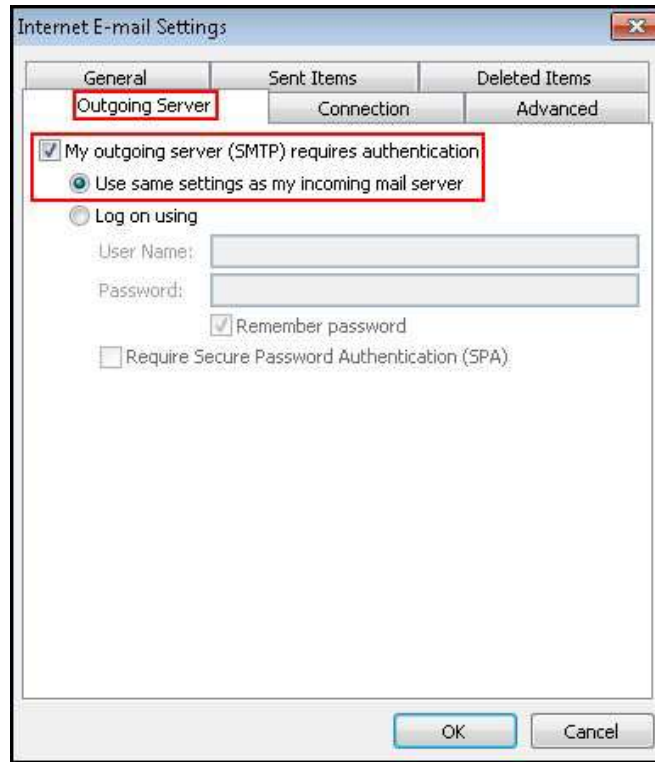 Internet E-mail Settings
General Sent Items Deleted Items
Outgoing Server Connection Advanced
My outgoing server (SMTP) requires authentication
Use same settings as my incoming mail server
Log on using
User Name:
Password:
Remember password
Require Secure Password Authentication (SPA)
OK Cancel